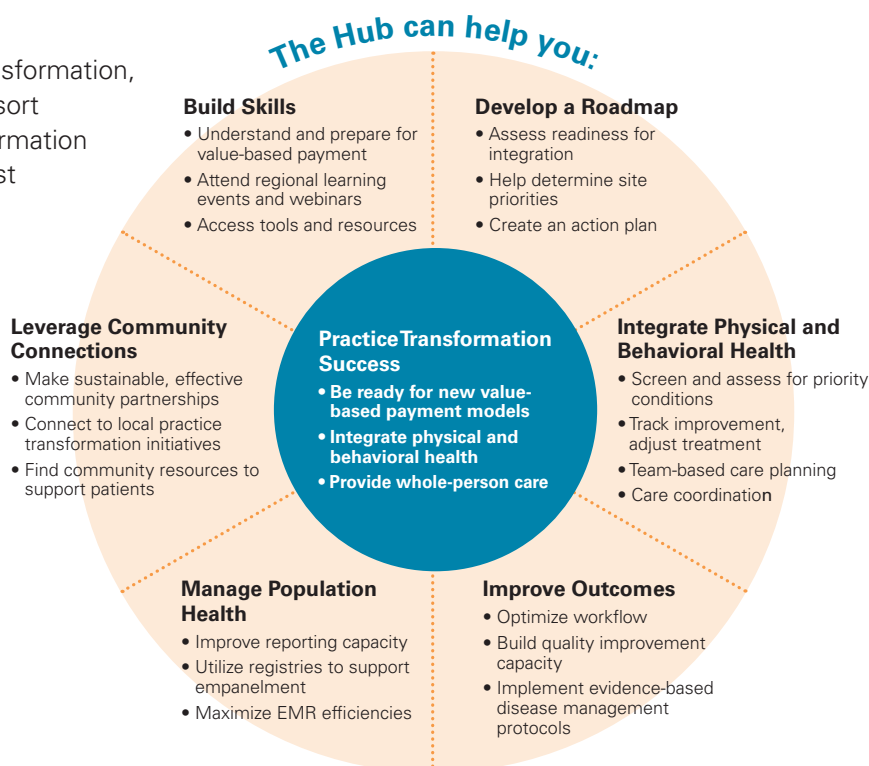 The Hub can help you:
nsformation,
sort
rmation
st
Build Skills
• Understand and prepare for
value-based payment
• Attend regional learning
events and webinars
• Access tools and resources
Develop a Roadmap
• Assess readiness for
integration
• Help determine site
priorities
• Create an action plan
Leverage Community
Connections
• Make sustainable, effective
community partnerships
• Connect to local practice
transformation initiatives
• Find community resources to
support patients
Practice Transformation
Success
• Be ready for new value-
based payment models
• Integrate physical and
behavioral health
• Provide whole-person care
Integrate Physical and
Behavioral Health
• Screen and assess for priority
conditions
• Track improvement,
adjust treatment
• Team-based care planning
• Care coordination
Manage Population
Health
• Improve reporting capacity
• Utilize registries to support
empanelment
• Maximize EMR efficiencies
Improve Outcomes
• Optimize workflow
• Build quality improvement
capacity
• Implement evidence-based
disease management
protocols